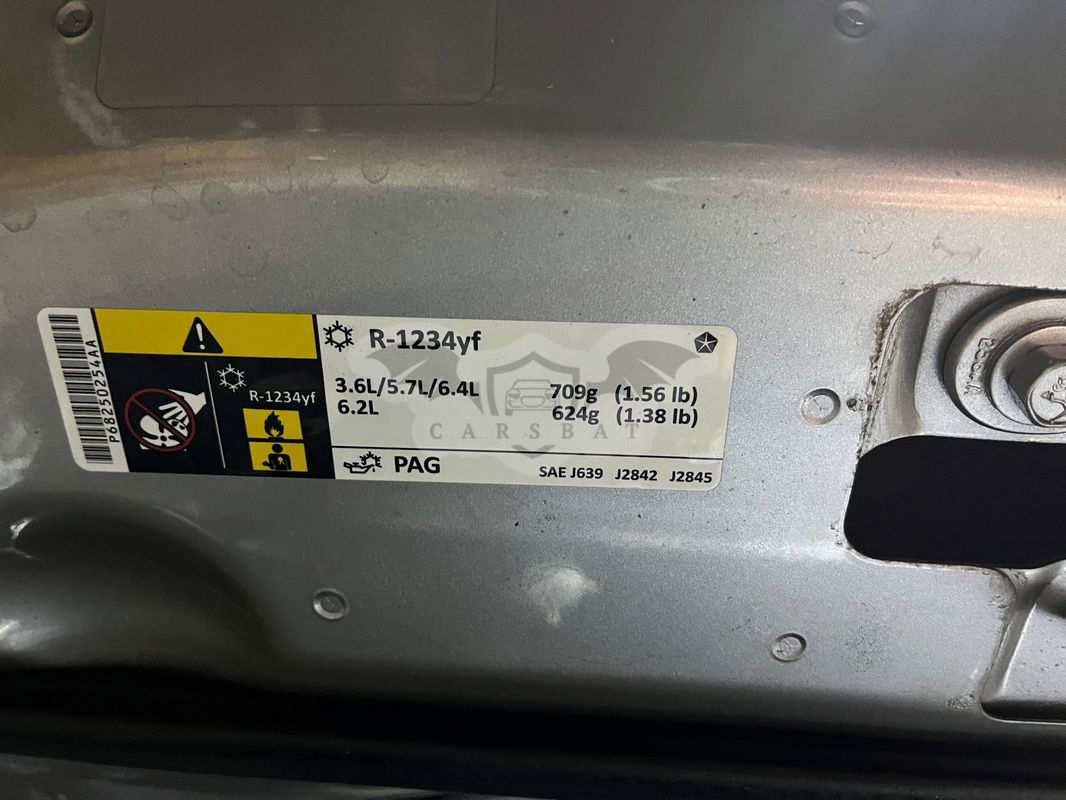 P68250254AA
R-1234yf
R-1234yf
3.6L/5.7L/6.4L 709g (1.56 lb)
6.2L 624g (1.38 lb)
CARSBAT
PAG SAE J639 J2842 J2845